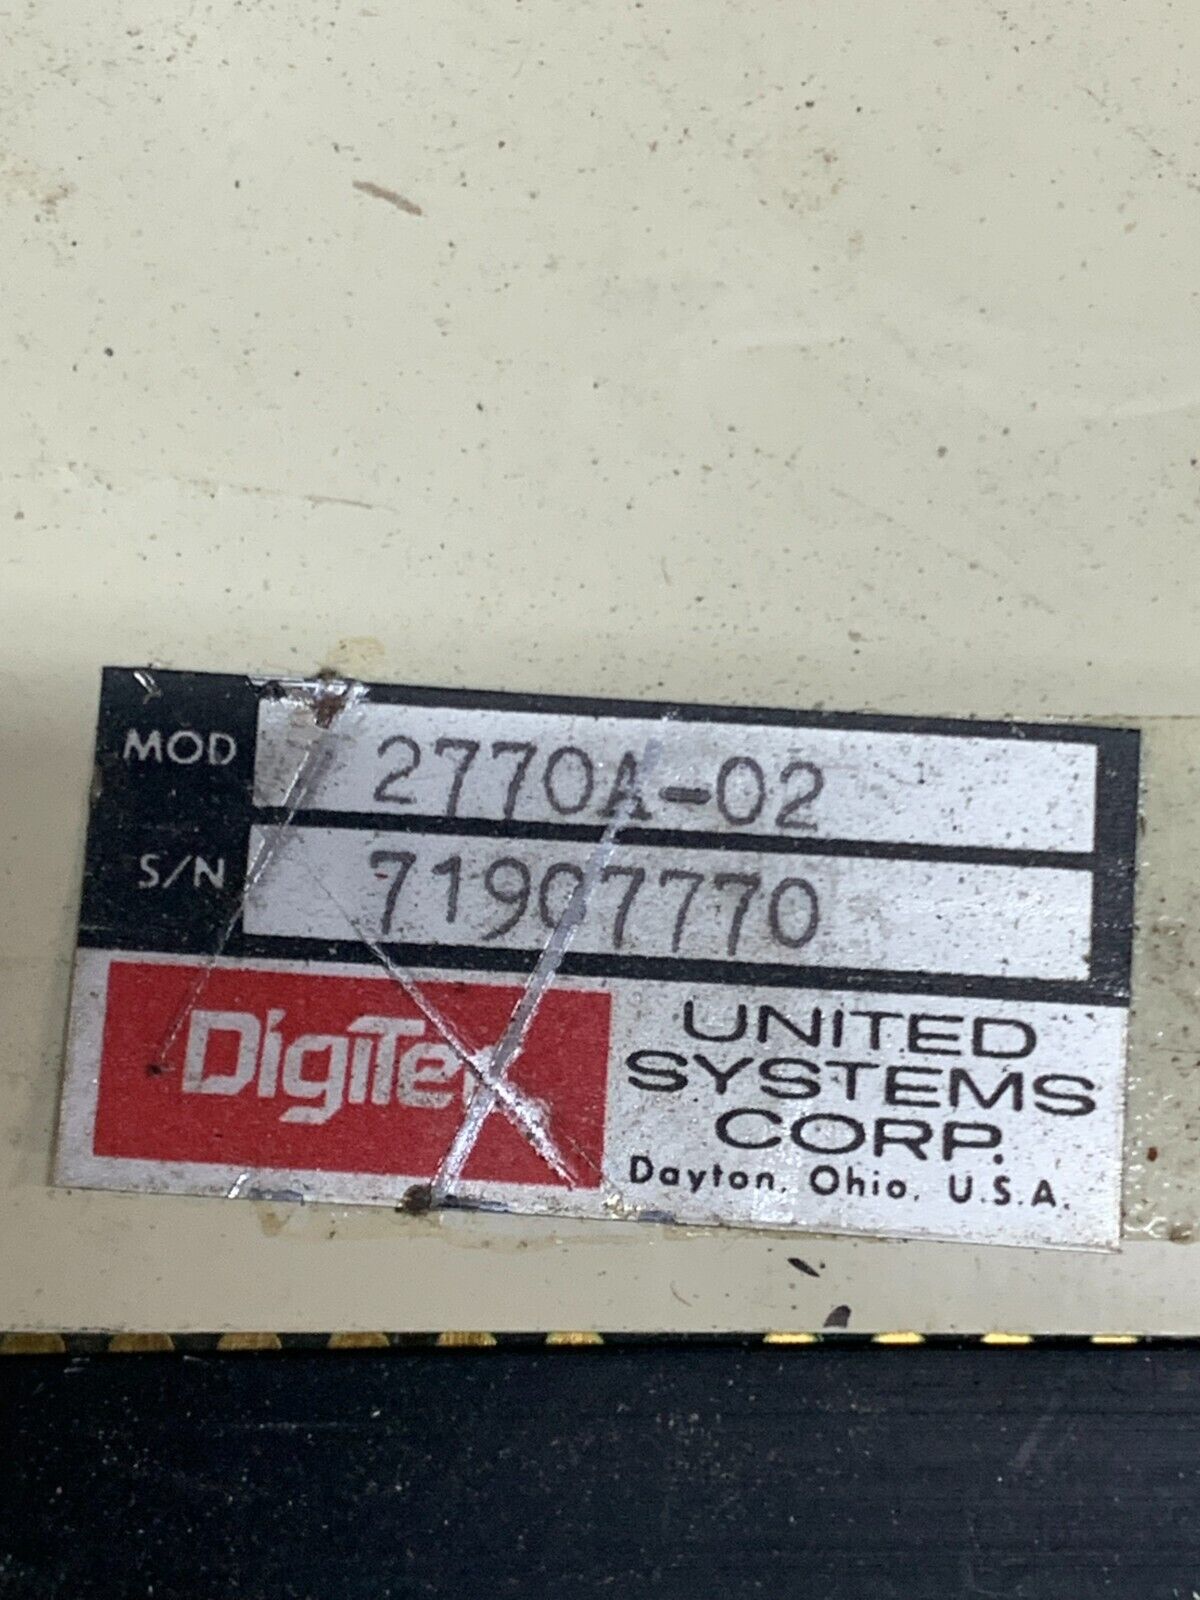 MOD 2770A-02
S/N 71907770
DigiTec
UNITED
SYSTEMS
CORP.
Dayton, Ohio, U.S.A.